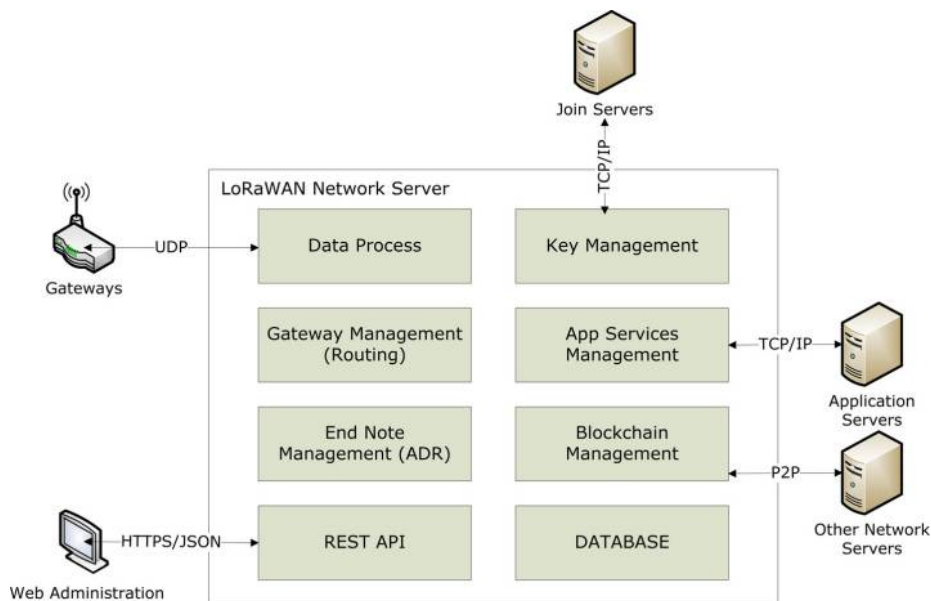 Join Servers
TCP/IP
LoRaWAN Network Server
Data Process
Key Management
UDP
Gateways
Gateway Management
(Routing)
App Services
Management
TCP/IP
Application
Servers
End Note
Management (ADR)
Blockchain
Management
P2P
Other Network
Servers
HTTPS/JSON
REST API
DATABASE
Web Administration